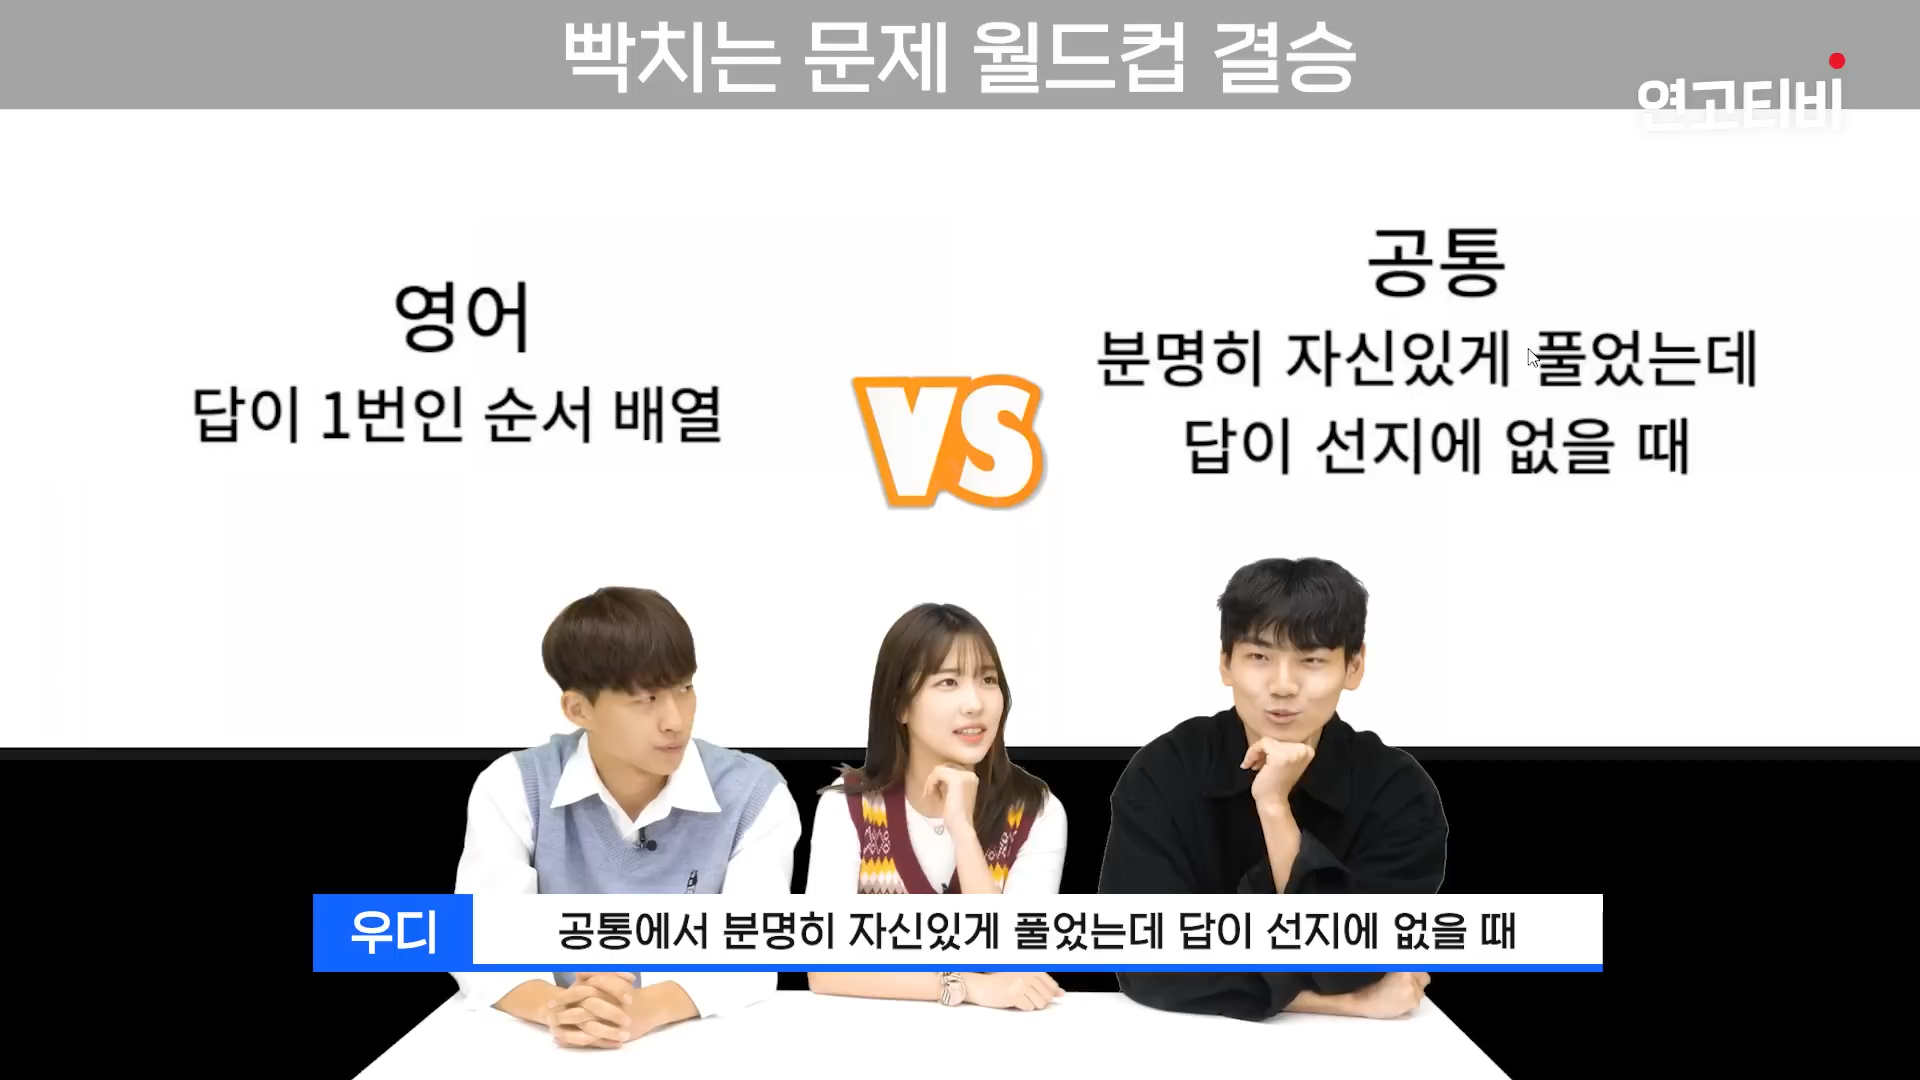 빡치는 문제 월드컵 결승
연고티비
영어
답이 1번인 순서 배열
VS
공통
분명히 자신있게 풀었는데
답이 선지에 없을 때
우디
공통에서 분명히 자신있게 풀었는데 답이 선지에 없을 때